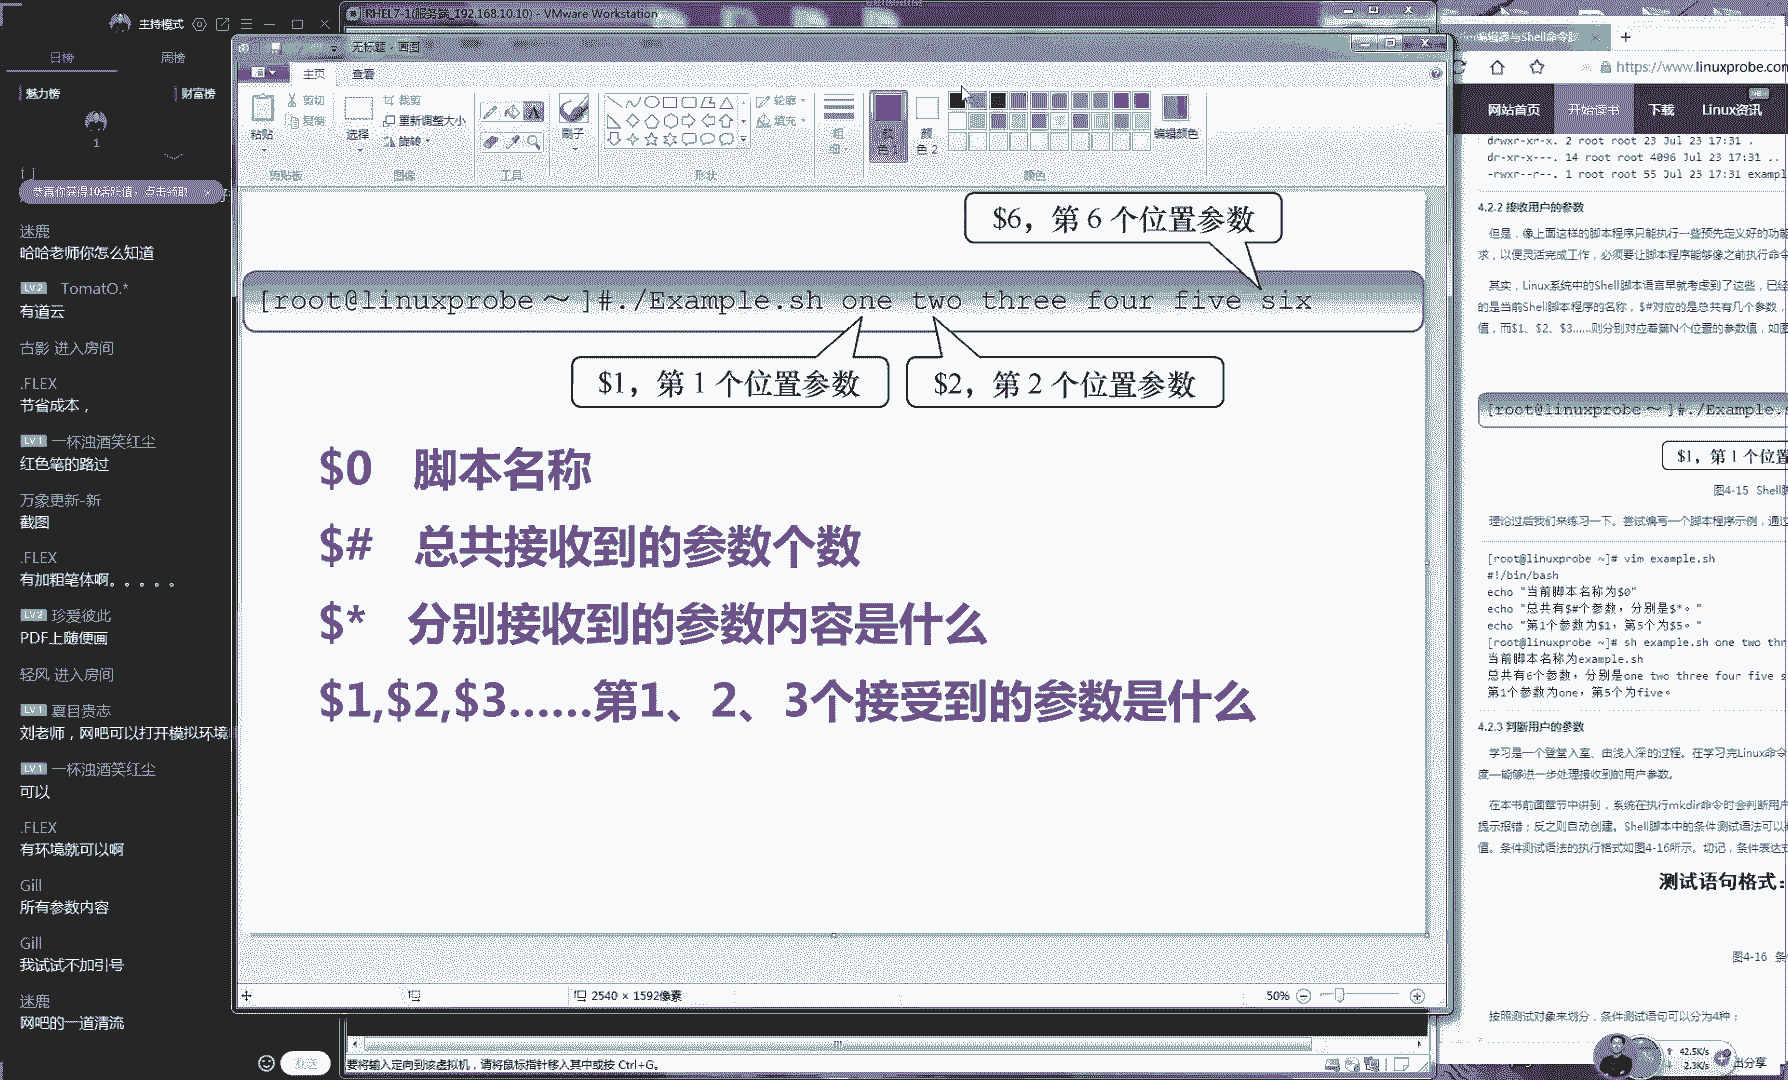 主持模式
日榜 周榜
魅力榜 财富榜
1
恭喜你获得10活跃值，点击领取
迷鹿
哈哈老师你怎么知道
LV.2 TomatO.*
有道云
古影 进入房间
.FLEX
节省成本，
LV.1 一杯浊酒笑红尘
红色笔的路过
万象更新-新
截图
.FLEX
有加粗笔体啊。。。。。
LV.2 珍爱彼此
PDF上随便画
轻风 进入房间
LV.1 夏目贵志
刘老师，网吧可以打开模拟环境
LV.1 一杯浊酒笑红尘
可以
.FLEX
有环境就可以啊
Gill
所有参数内容
Gill
我试试不加引号
迷鹿
网吧的一道清流
发送
RHEL7-1(服务端_192.168.10.10) - VMware Workstation
无标题 - 画图
主页 查看
粘贴 剪切 复制
剪贴板
选择 裁剪 重新调整大小 旋转
图像
工具
刷子
形状
轮廓 填充
粗细
颜色 1 颜色 2
编辑颜色
颜色
$6，第 6 个位置参数
[root@linuxprobe ～ ]#./Example.sh one two three four five six
$1，第 1 个位置参数 $2，第 2 个位置参数
$0 脚本名称
$# 总共接收到的参数个数
$* 分别接收到的参数内容是什么
$1,$2,$3……第1、2、3个接受到的参数是什么
2540 × 1592像素
50%
要将输入定向到该虚拟机，请将鼠标指针移入其中或按 Ctrl+G。
im编辑器与Shell命令脚
https://www.linuxprobe.com
网站首页 开始读书 下载 Linux资讯
drwxr-xr-x. 2 root root 23 Jul 23 17:31 .
dr-xr-x---. 14 root root 4096 Jul 23 17:31 ..
-rwxr--r--. 1 root root 55 Jul 23 17:31 exampl
4.2.2 接收用户的参数
但是，像上面这样的脚本程序只能执行一些预先定义好的功能
求，以便灵活完成工作，必须要让脚本程序能够像之前执行命令
其实，Linux系统中的Shell脚本语言早就考虑到了这些，已经
的是当前Shell脚本程序的名称，$#对应的是总共有几个参数，
值，而$1、$2、$3……则分别对应着第N个位置的参数值，如图
[root@linuxprobe ～ ]#./Example.s
$1，第 1 个位置
图4-15 Shell脚
理论过后我们来练习一下。尝试编写一个脚本程序示例，通过
[root@linuxprobe ~]# vim example.sh
#!/bin/bash
echo "当前脚本名称为$0"
echo "总共有$#个参数，分别是$*。"
echo "第1个参数为$1，第5个为$5。"
[root@linuxprobe ~]# sh example.sh one two thr
当前脚本名称为example.sh
总共有6个参数，分别是one two three four five s
第1个参数为one，第5个为five。
4.2.3 判断用户的参数
学习是一个登堂入室、由浅入深的过程。在学习完Linux命令
度—能够进一步处理接收到的用户参数。
在本书前面章节中讲到，系统在执行mkdir命令时会判断用户
提示报错；反之则自动创建。Shell脚本中的条件测试语法可以
值。条件测试语法的执行格式如图4-16所示。切记，条件表达式
测试语句格式：
图4-16 条
按照测试对象来划分，条件测试语句可以分为4种：
42.5K/s
2.3K/s
出分享